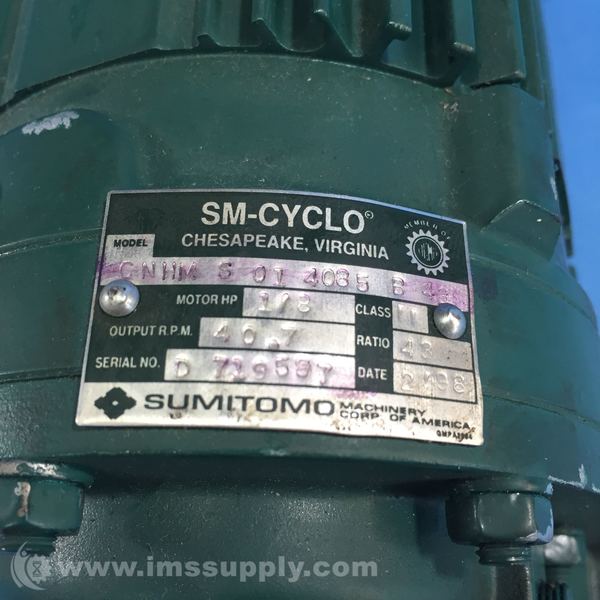 SM-CYCLO
CHESAPEAKE, VIRGINIA
MODEL
CNHM S 01 4085 B 43
MOTOR HP 1/8 CLASS II
OUTPUT R.P.M. 40.7 RATIO 43
SERIAL NO. D 719597 DATE 2/98
SUMITOMO MACHINERY
CORP. OF AMERICA
www.imssupply.com